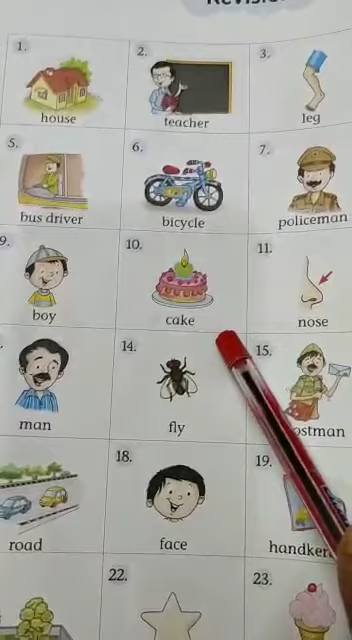 1. 2. 3.
house teacher leg
5. 6. 7.
bus driver bicycle policeman
9. 10. 11.
boy cake nose
14. 15.
man fly
18. 19.
road face
22. 23.